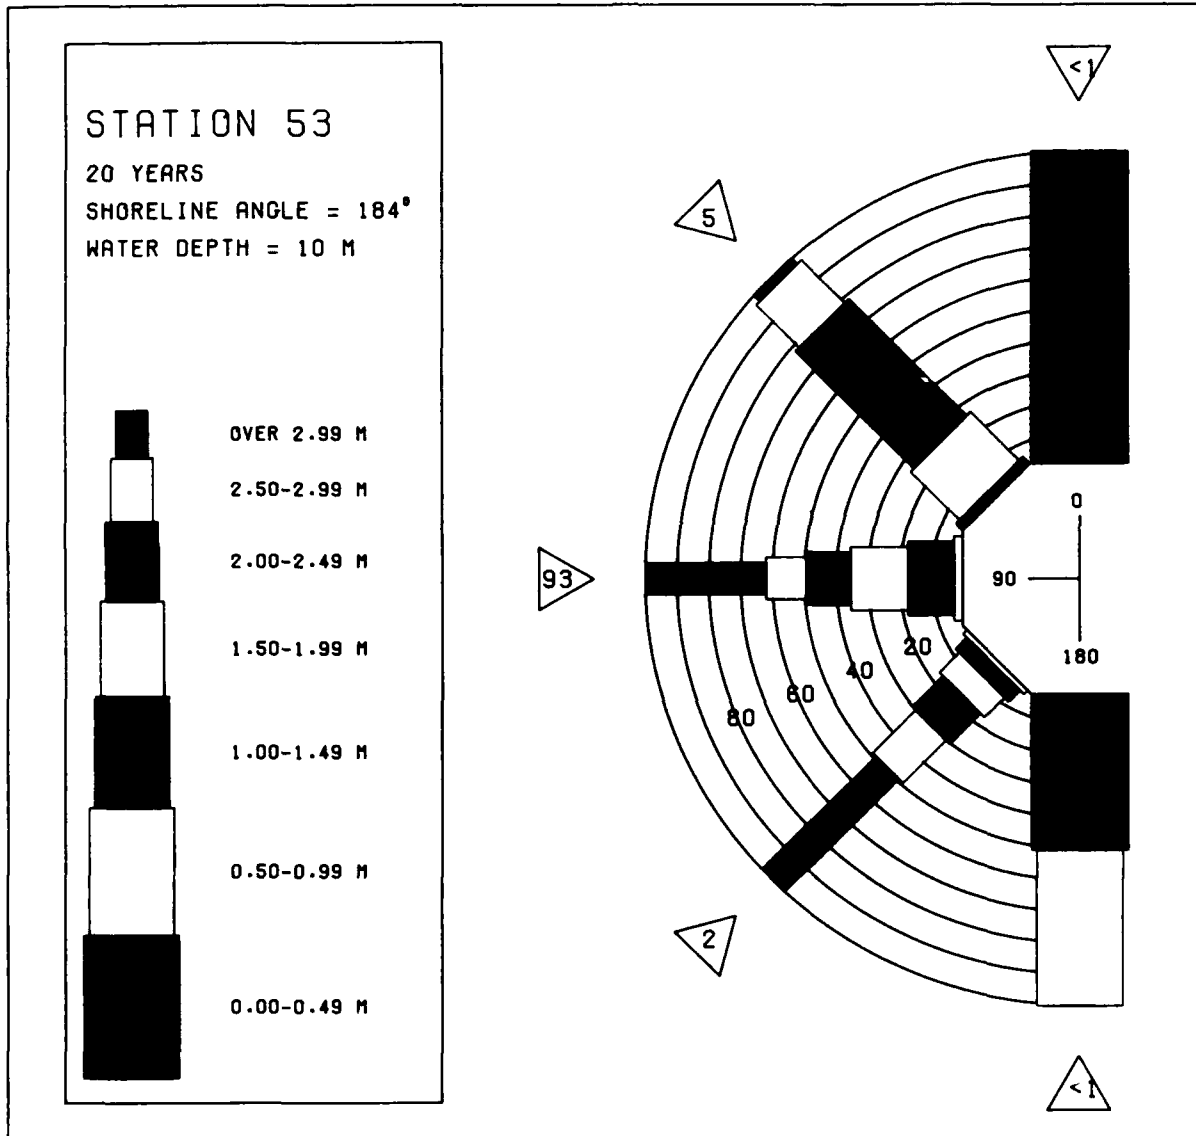 STATION 53
20 YEARS
SHORELINE ANGLE = 184°
WATER DEPTH = 10 M
OVER 2.99 M
2.50-2.99 M
2.00-2.49 M
1.50-1.99 M
1.00-1.49 M
0.50-0.99 M
0.00-0.49 M
<1
5
93
2
<1
0
90
180
20
40
60
80